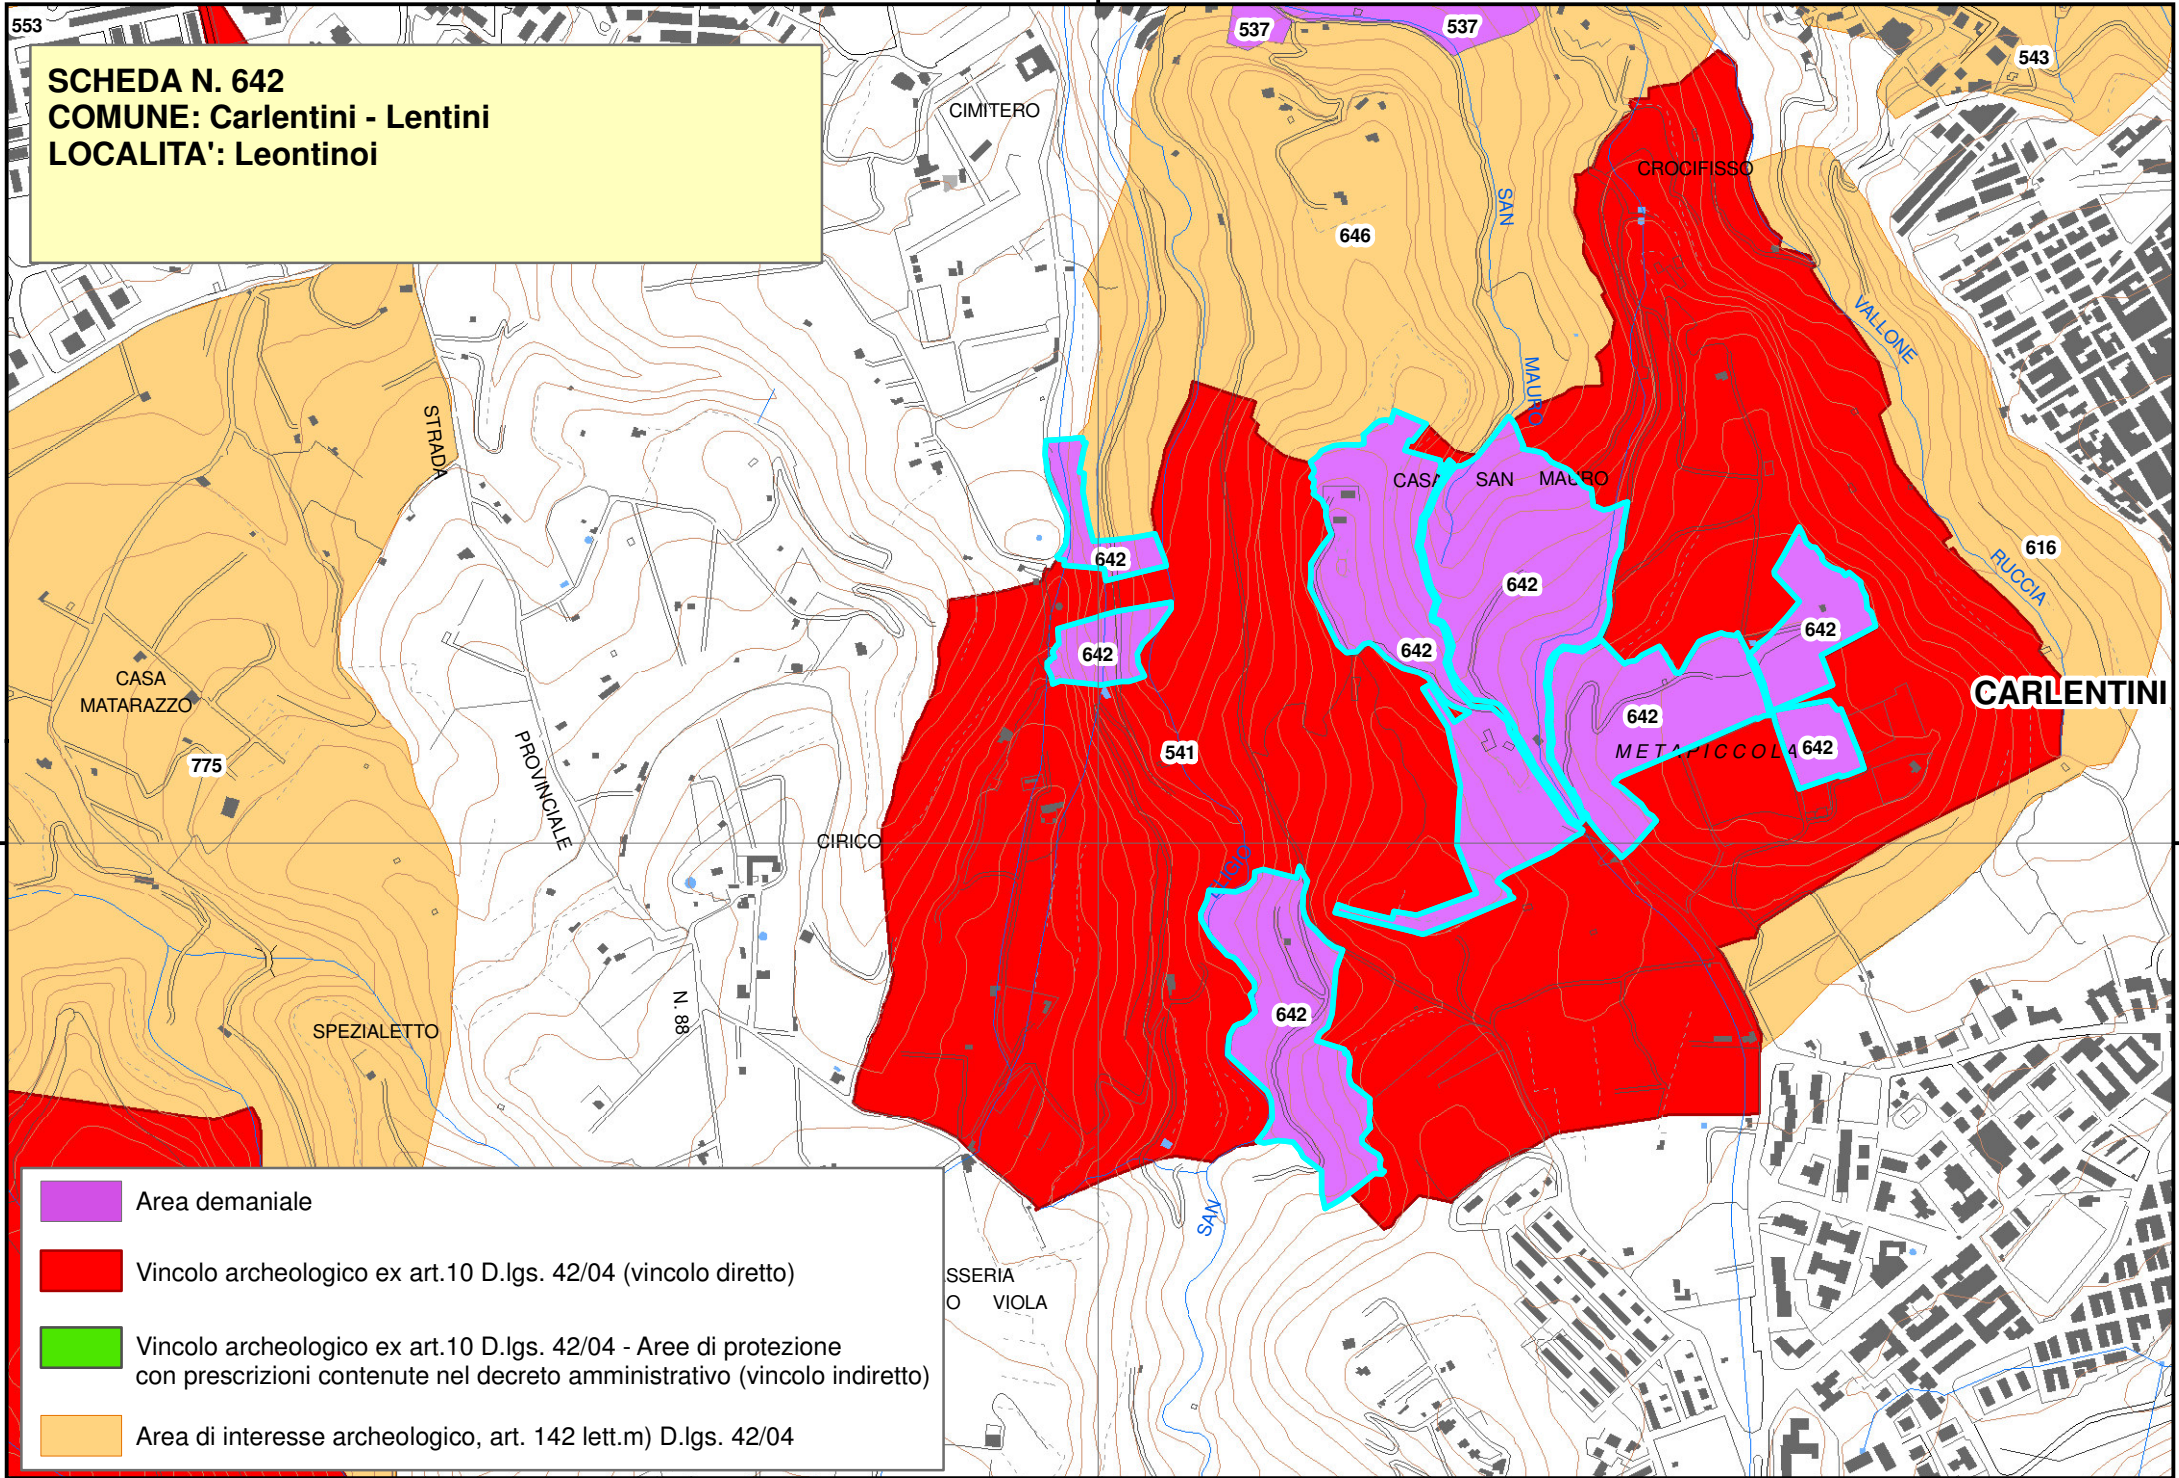 553
SCHEDA N. 642
COMUNE: Carlentini - Lentini
LOCALITA': Leontinoi
537
537
543
CIMITERO
CROCIFISSO
646
SAN
MAURO
VALLONE
STRADA
CASA SAN MAURO
642
642
616
RUCCIA
642
642
642
CASA
MATARAZZO
CARLENTINI
642
METAPICCOLA
642
541
775
PROVINCIALE
CIRICO
642
N. 88
SPEZIALETTO
SAN
Area demaniale
Vincolo archeologico ex art.10 D.lgs. 42/04 (vincolo diretto)
SSERIA
O VIOLA
Vincolo archeologico ex art.10 D.lgs. 42/04 - Aree di protezione
con prescrizioni contenute nel decreto amministrativo (vincolo indiretto)
Area di interesse archeologico, art. 142 lett.m) D.lgs. 42/04